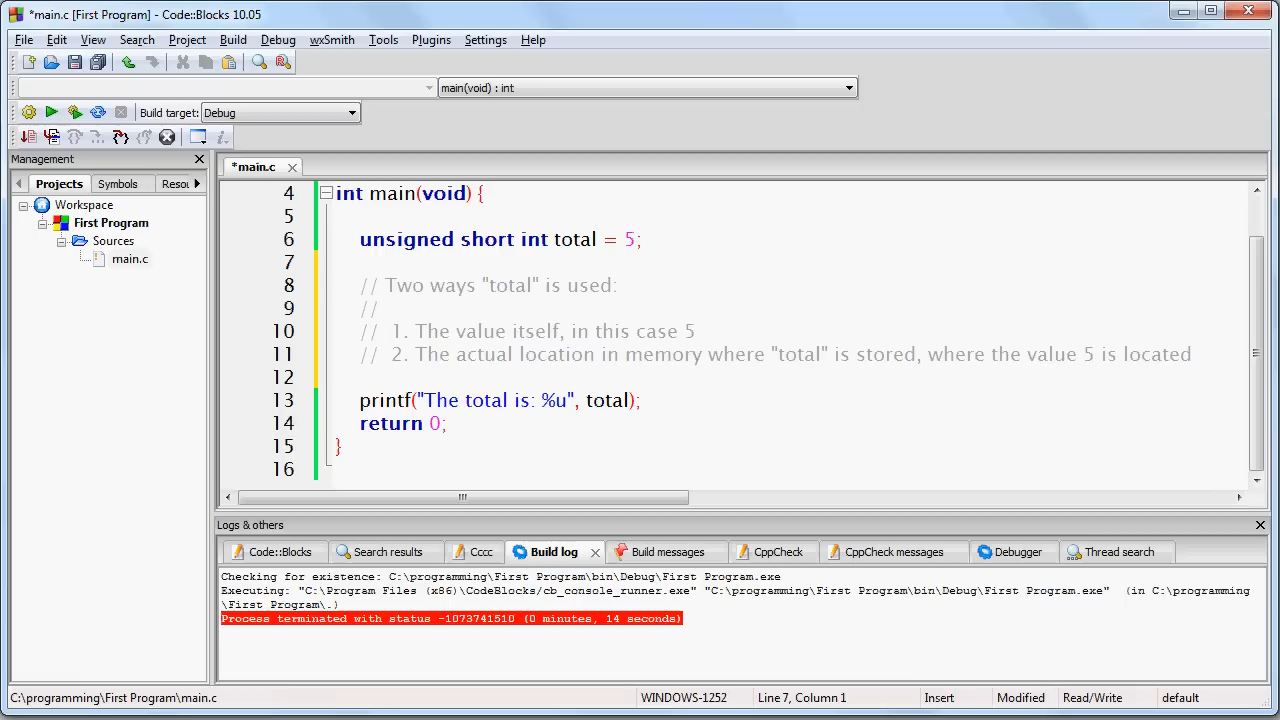 *main.c [First Program] - Code::Blocks 10.05
File Edit View Search Project Build Debug wxSmith Tools Plugins Settings Help
main(void) : int
Build target: Debug
Management
Projects Symbols Resou
Workspace
First Program
Sources
main.c
*main.c
4 int main(void) {
5
6 unsigned short int total = 5;
7
8 // Two ways "total" is used:
9 //
10 // 1. The value itself, in this case 5
11 // 2. The actual location in memory where "total" is stored, where the value 5 is located
12
13 printf("The total is: %u", total);
14 return 0;
15 }
16
Logs & others
Code::Blocks Search results Cccc Build log Build messages CppCheck CppCheck messages Debugger Thread search
Checking for existence: C:\programming\First Program\bin\Debug\First Program.exe
Executing: "C:\Program Files (x86)\CodeBlocks/cb_console_runner.exe" "C:\programming\First Program\bin\Debug\First Program.exe"  (in C:\programming
\First Program\.)
Process terminated with status -1073741510 (0 minutes, 14 seconds)
C:\programming\First Program\main.c WINDOWS-1252 Line 7, Column 1 Insert Modified Read/Write default